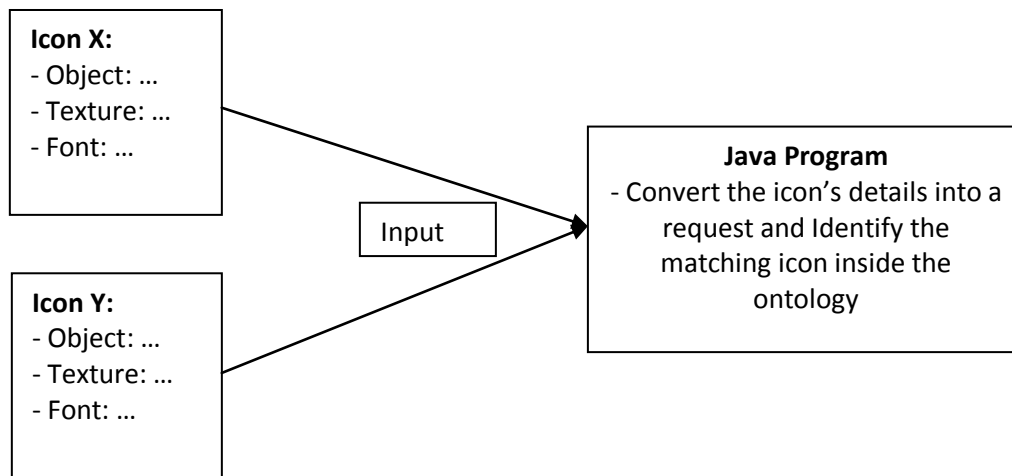 Icon X:
- Object: ...
- Texture: ...
- Font: ...
Input
Icon Y:
- Object: ...
- Texture: ...
- Font: ...
Java Program
- Convert the icon’s details into a
request and Identify the
matching icon inside the
ontology